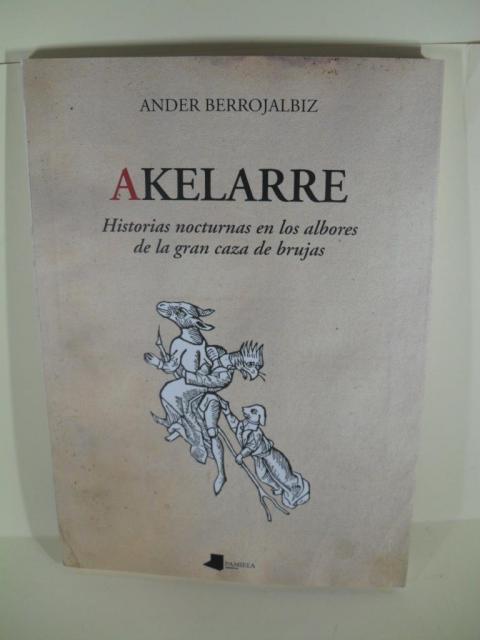 ANDER BERROJALBIZ
AKELARRE
Historias nocturnas en los albores
de la gran caza de brujas
PAMIELA